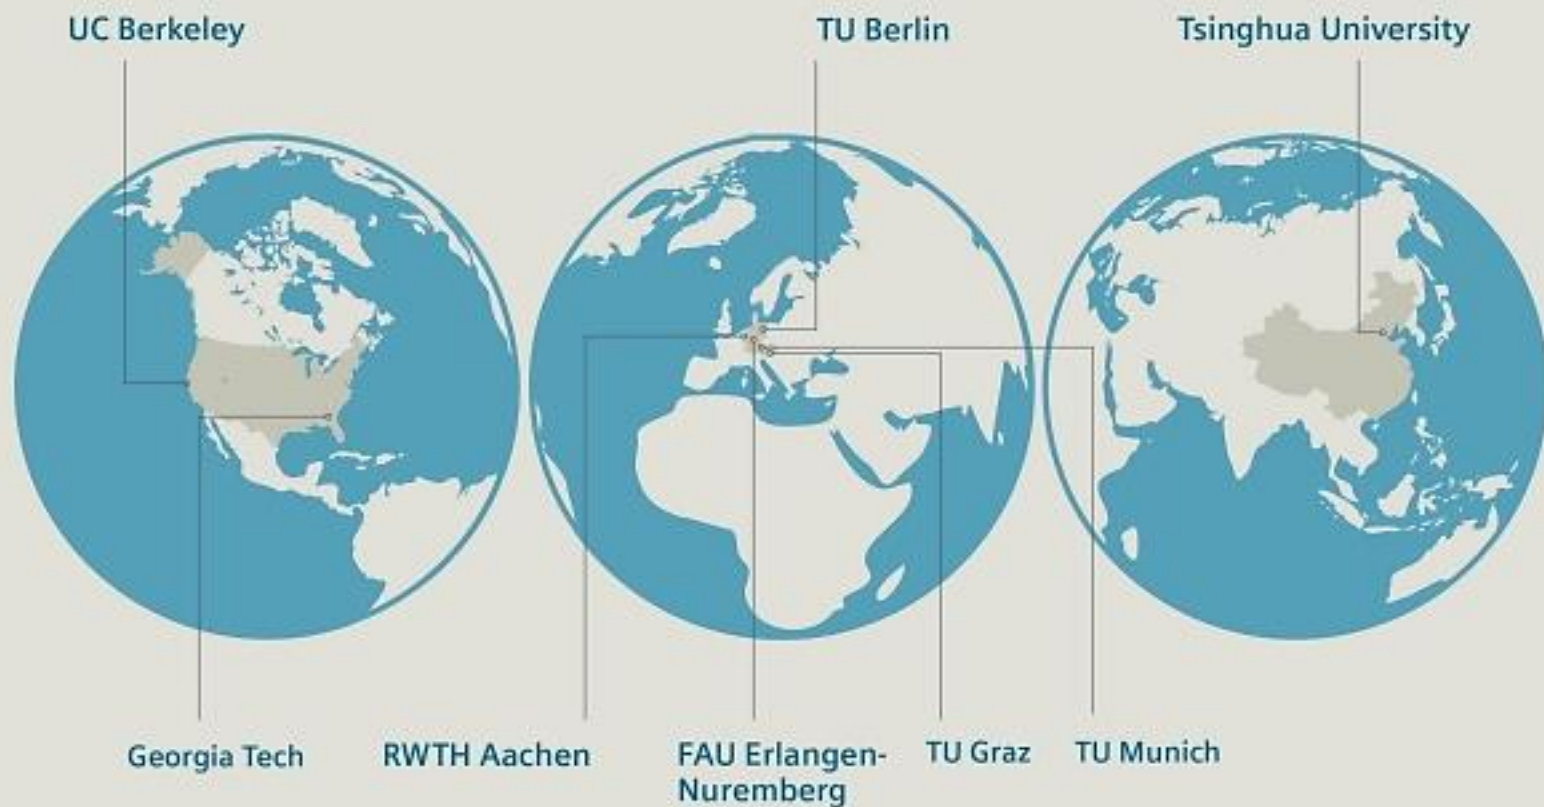 UC Berkeley
TU Berlin
Tsinghua University
Georgia Tech
RWTH Aachen
FAU Erlangen-
Nuremberg
TU Graz
TU Munich